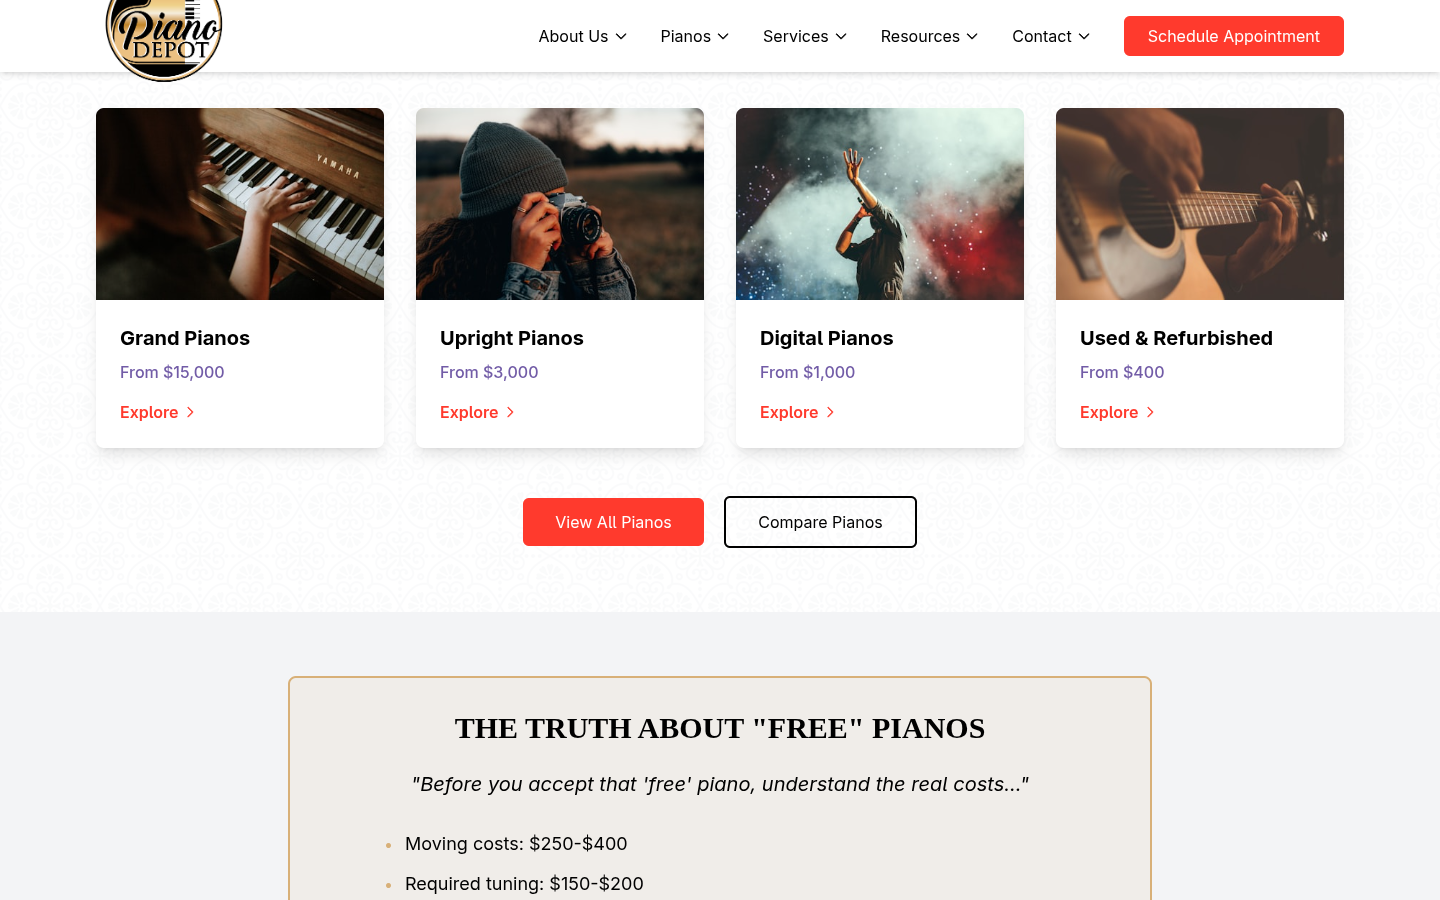 Piano
DEPOT
About Us
Pianos
Services
Resources
Contact
Schedule Appointment
YAMAHA
Grand Pianos
From $15,000
Explore
Upright Pianos
From $3,000
Explore
Digital Pianos
From $1,000
Explore
Used & Refurbished
From $400
Explore
View All Pianos
Compare Pianos
THE TRUTH ABOUT "FREE" PIANOS
"Before you accept that 'free' piano, understand the real costs..."
• Moving costs: $250-$400
• Required tuning: $150-$200